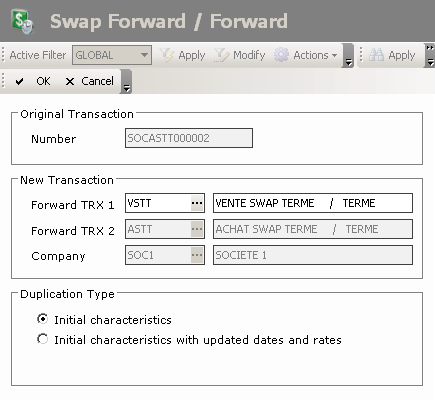 Swap Forward / Forward
Active Filter GLOBAL Apply Modify Actions Apply
OK Cancel
Original Transaction
Number SOCASTT000002
New Transaction
Forward TRX 1 VSTT ... VENTE SWAP TERME / TERME
Forward TRX 2 ASTT ... ACHAT SWAP TERME / TERME
Company SOC1 ... SOCIETE 1
Duplication Type
Initial characteristics
Initial characteristics with updated dates and rates